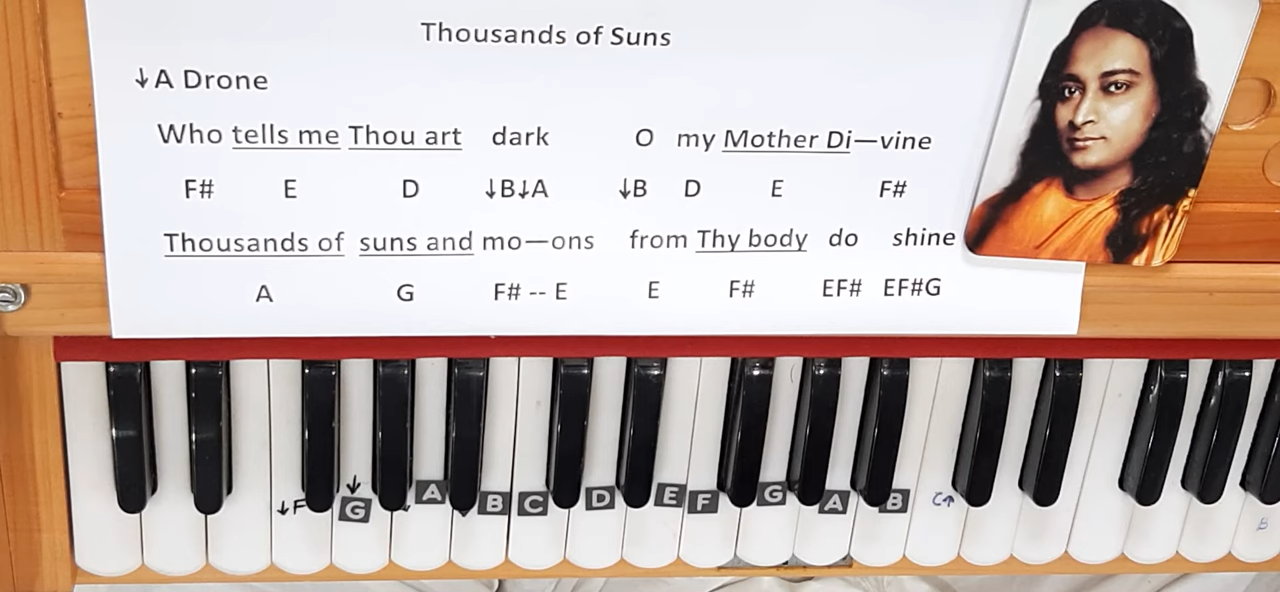 Thousands of Suns
↓A Drone
Who tells me Thou art dark O my Mother Di—vine
F# E D ↓B↓A ↓B D E F#
Thousands of suns and mo—ons from Thy body do shine
A G F# -- E E F# EF# EF#G
↓F ↓ G A B C D E F G A B C↑ B